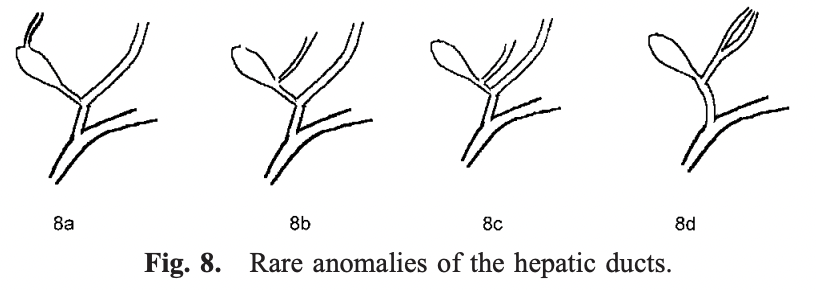 8a 8b 8c 8d
Fig. 8. Rare anomalies of the hepatic ducts.